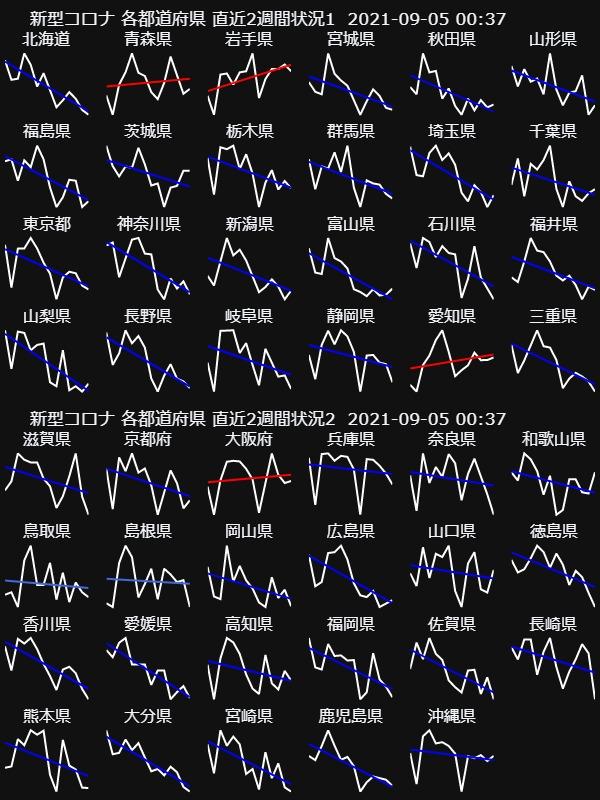 新型コロナ 各都道府県 直近2週間状況1 2021-09-05 00:37
北海道 青森県 岩手県 宮城県 秋田県 山形県
福島県 茨城県 栃木県 群馬県 埼玉県 千葉県
東京都 神奈川県 新潟県 富山県 石川県 福井県
山梨県 長野県 岐阜県 静岡県 愛知県 三重県
新型コロナ 各都道府県 直近2週間状況2 2021-09-05 00:37
滋賀県 京都府 大阪府 兵庫県 奈良県 和歌山県
鳥取県 島根県 岡山県 広島県 山口県 徳島県
香川県 愛媛県 高知県 福岡県 佐賀県 長崎県
熊本県 大分県 宮崎県 鹿児島県 沖縄県